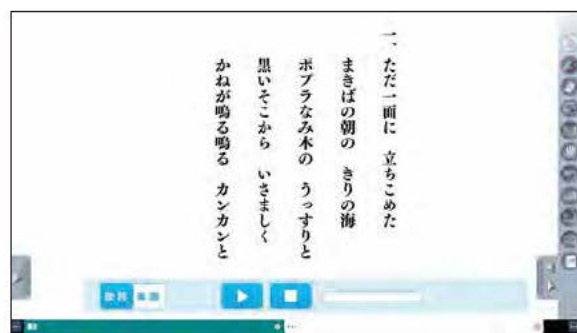 一、ただ一面に 立ちこめた
まきばの朝の きりの海
ポプラなみ木の うっすりと
黒いそこから いさましく
かねが鳴る鳴る カンカンと